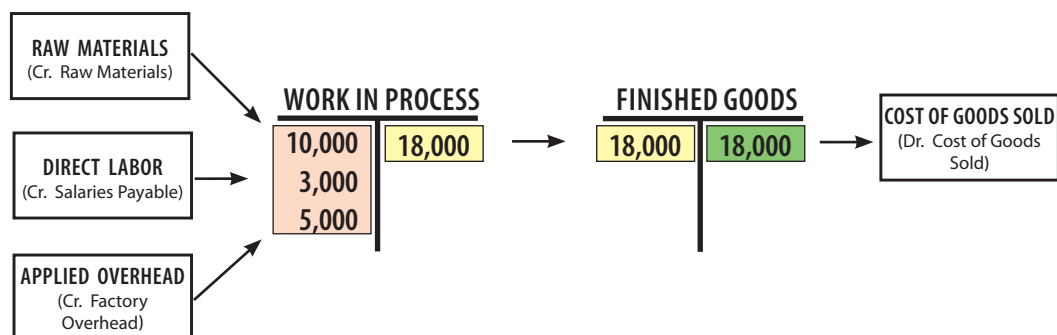 RAW MATERIALS
(Cr. Raw Materials)
DIRECT LABOR
(Cr. Salaries Payable)
APPLIED OVERHEAD
(Cr. Factory
Overhead)
WORK IN PROCESS
10,000
18,000
3,000
5,000
FINISHED GOODS
18,000
18,000
COST OF GOODS SOLD
(Dr. Cost of Goods
Sold)